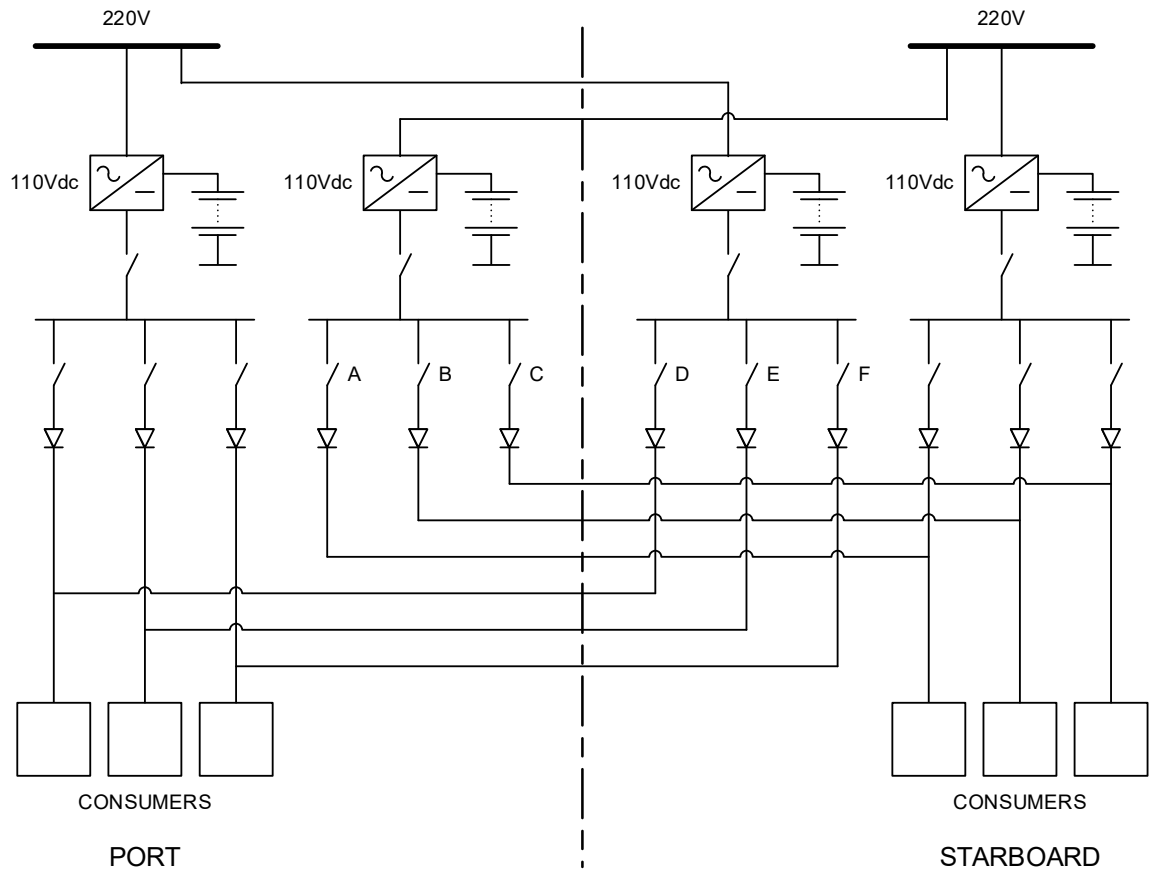 220V
220V
110Vdc
110Vdc
110Vdc
110Vdc
A
B
C
D
E
F
CONSUMERS
CONSUMERS
PORT
STARBOARD